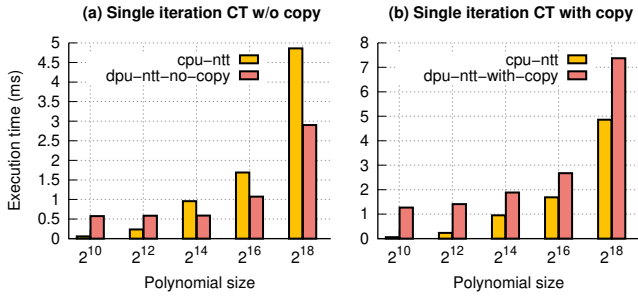 (a) Single iteration CT w/o copy
5
4.5
4
3.5
3
2.5
2
1.5
1
0.5
0
Execution time (ms)
cpu-ntt
dpu-ntt-no-copy
2^10 2^12 2^14 2^16 2^18
Polynomial size
(b) Single iteration CT with copy
8
7
6
5
4
3
2
1
0
cpu-ntt
dpu-ntt-with-copy
2^10 2^12 2^14 2^16 2^18
Polynomial size